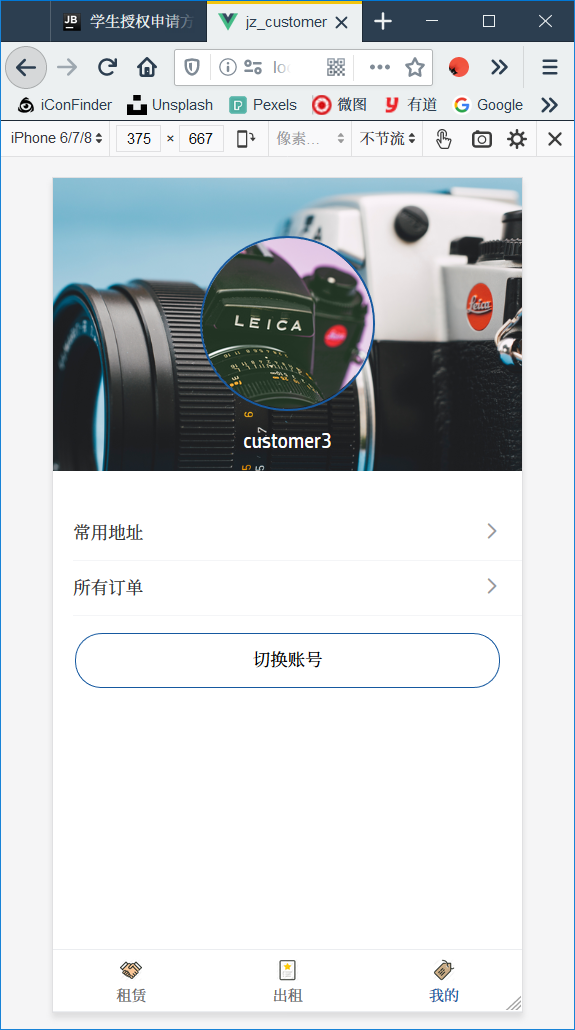 JB 学生授权申请方
jz_customer
iConFinder
Unsplash
Pexels
微图
有道
Google
iPhone 6/7/8
375 × 667
像素...
不节流
LEICA
Leica
customer3
常用地址
所有订单
切换账号
租赁
出租
我的